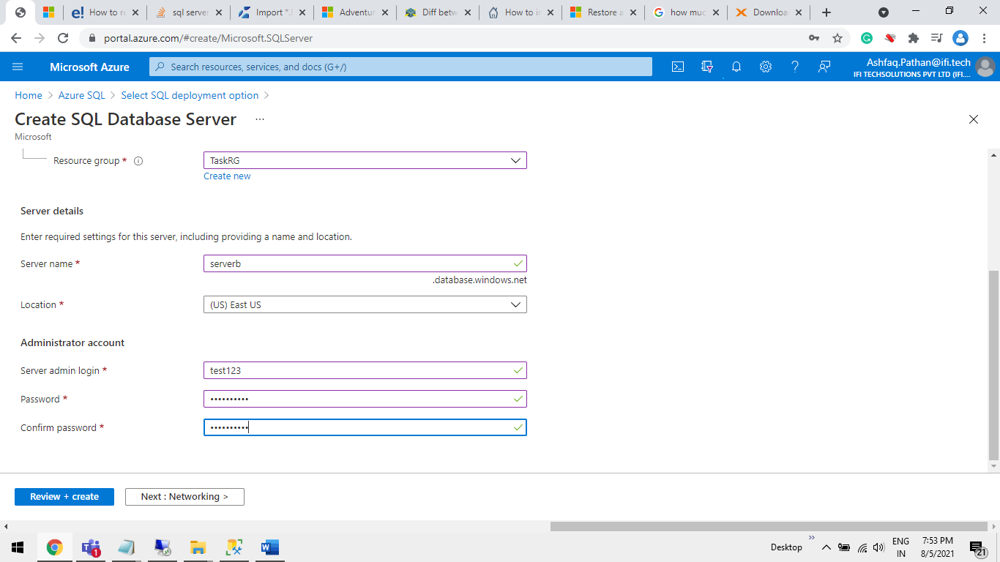 How to re
sql server
Import *.
Adventur
Diff betw
How to in
Restore a
how muc
Downloa
portal.azure.com/#create/Microsoft.SQLServer
Microsoft Azure
Search resources, services, and docs (G+/)
Ashfaq.Pathan@ifi.tech
IFI TECHSOLUTIONS PVT LTD (IFI....
Home > Azure SQL > Select SQL deployment option >
Create SQL Database Server ...
Microsoft
Resource group *
TaskRG
Create new
Server details
Enter required settings for this server, including providing a name and location.
Server name *
serverb
.database.windows.net
Location *
(US) East US
Administrator account
Server admin login *
test123
Password *
••••••••••
Confirm password *
••••••••••
Review + create
Next : Networking >
1
Desktop
ENG
IN
7:53 PM
8/5/2021
21